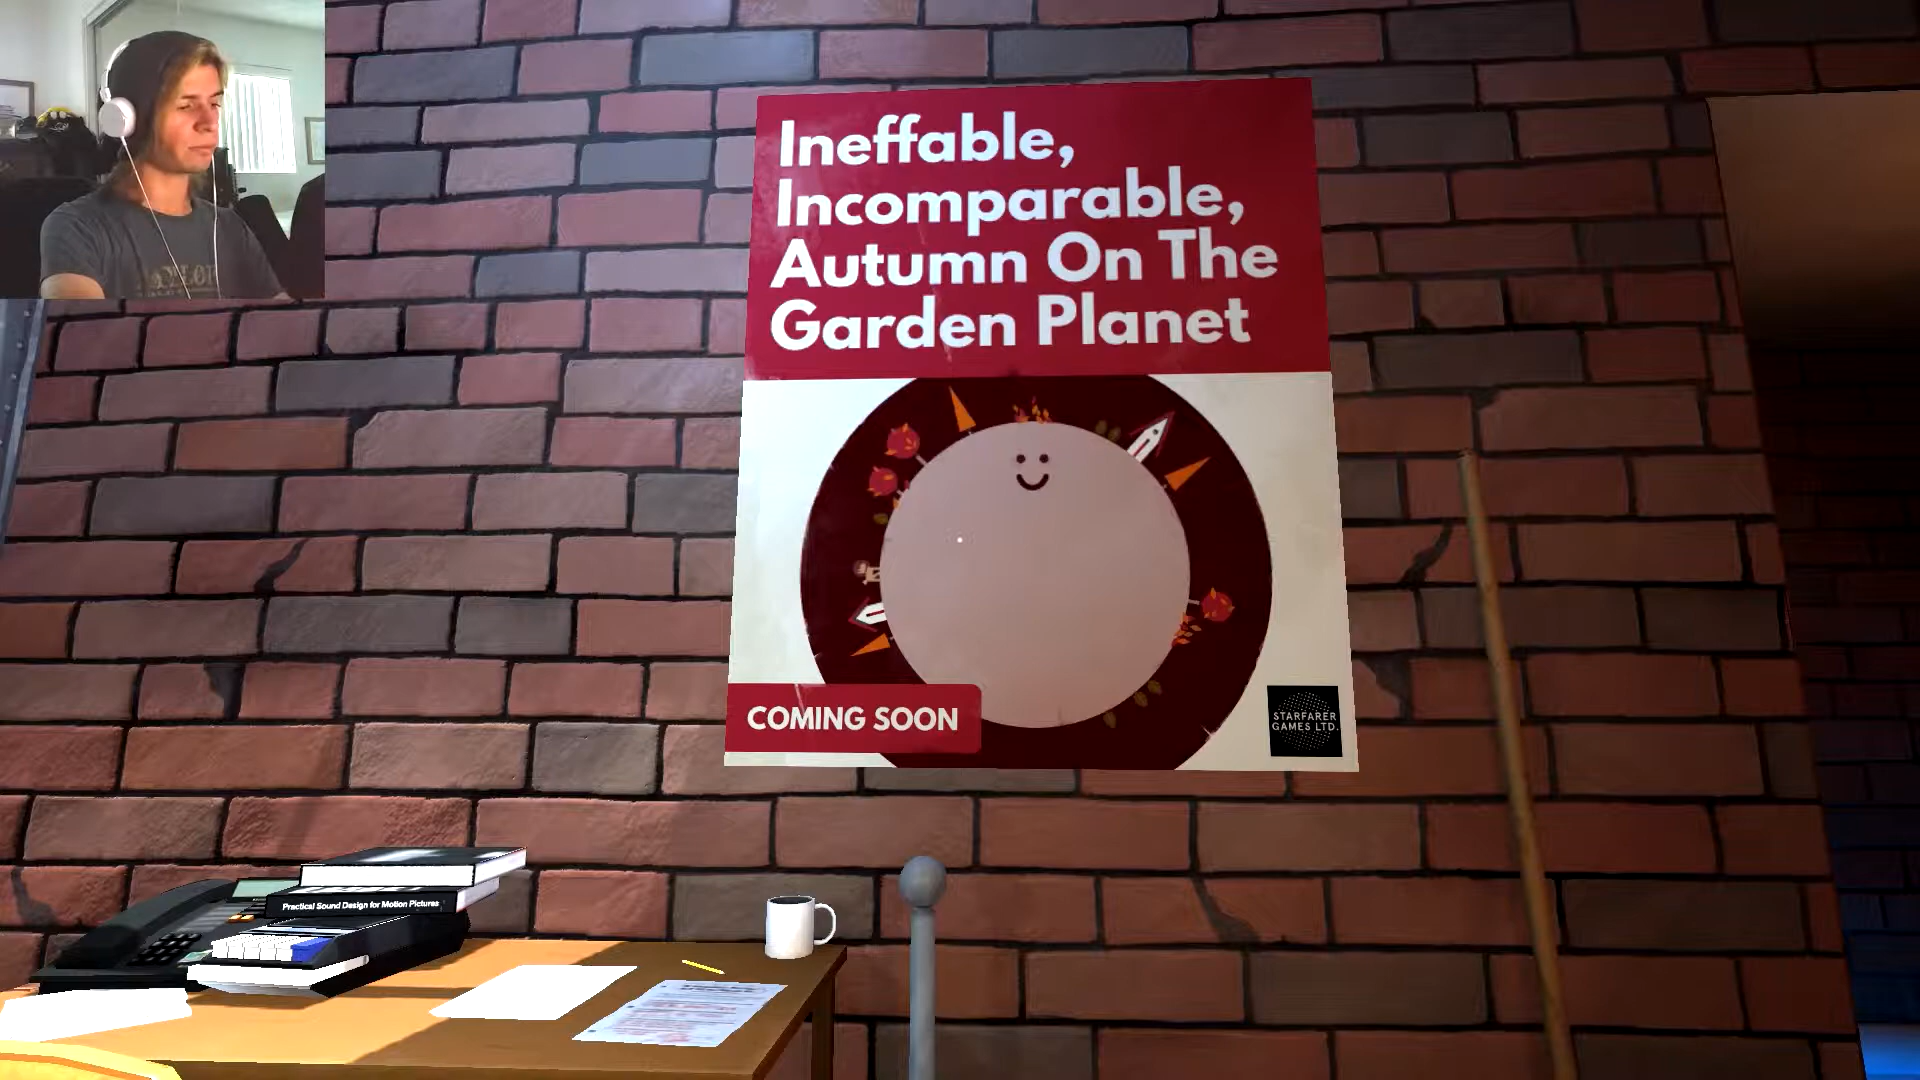 Ineffable,
Incomparable,
Autumn On The
Garden Planet
COMING SOON
STARFARER
GAMES LTD.
Practical Sound Design for Motion Pictures